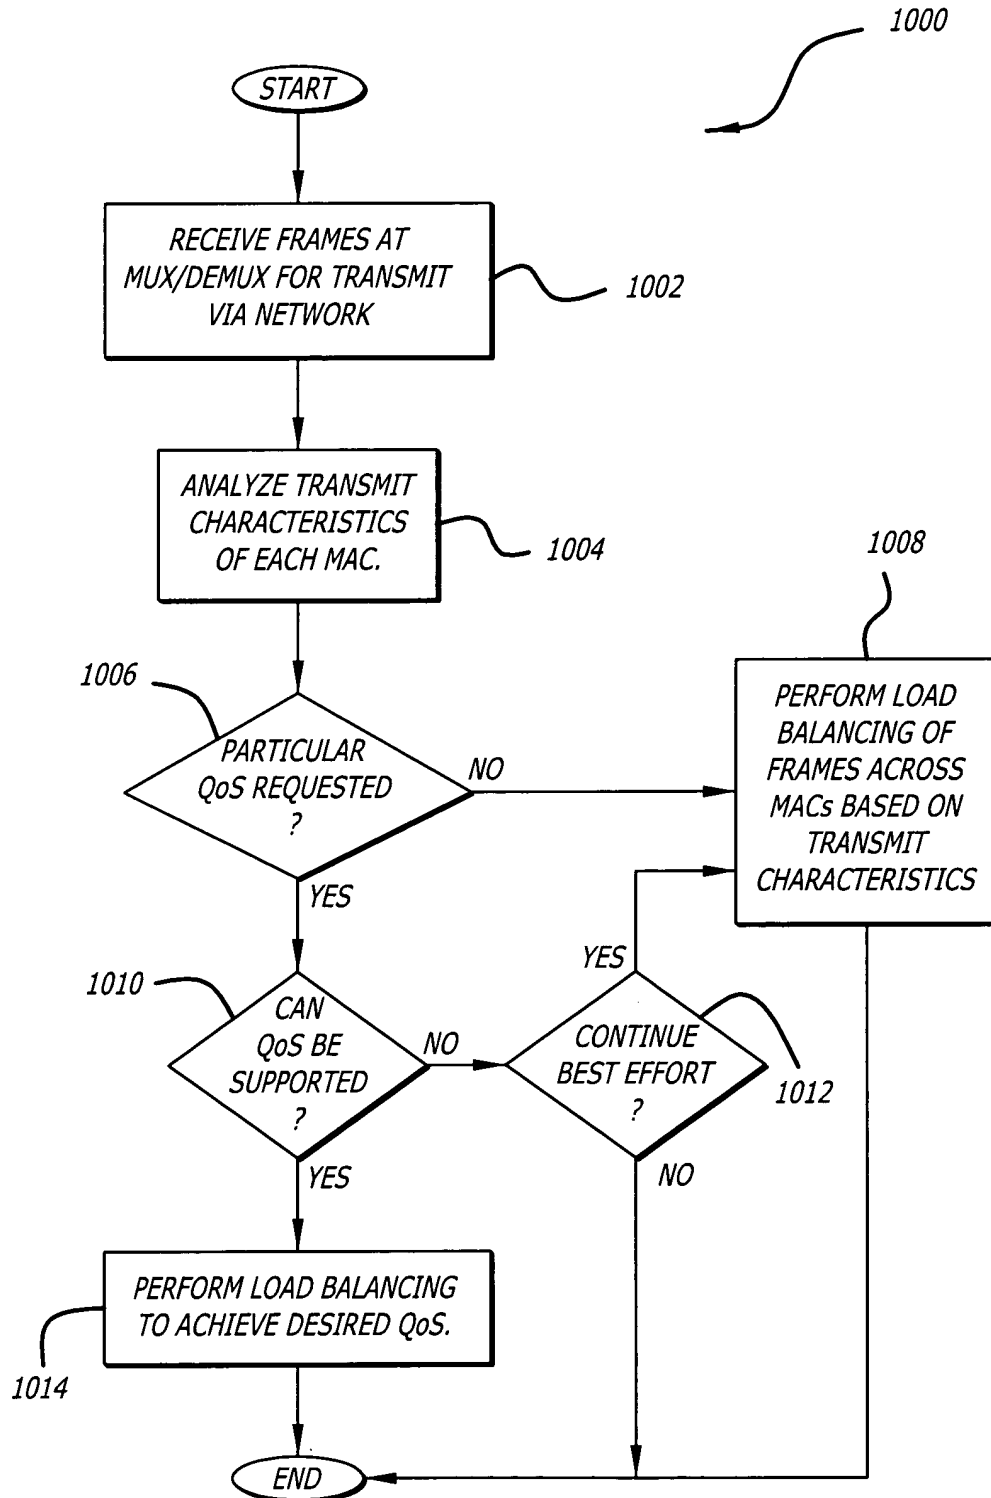 1000
START
RECEIVE FRAMES AT
MUX/DEMUX FOR TRANSMIT
VIA NETWORK
1002
ANALYZE TRANSMIT
CHARACTERISTICS
OF EACH MAC.
1004
1006
PARTICULAR
QoS REQUESTED
?
NO
YES
1008
PERFORM LOAD
BALANCING OF
FRAMES ACROSS
MACs BASED ON
TRANSMIT
CHARACTERISTICS
1010
CAN
QoS BE
SUPPORTED
?
NO
YES
YES
CONTINUE
BEST EFFORT
?
1012
NO
PERFORM LOAD BALANCING
TO ACHIEVE DESIRED QoS.
1014
END